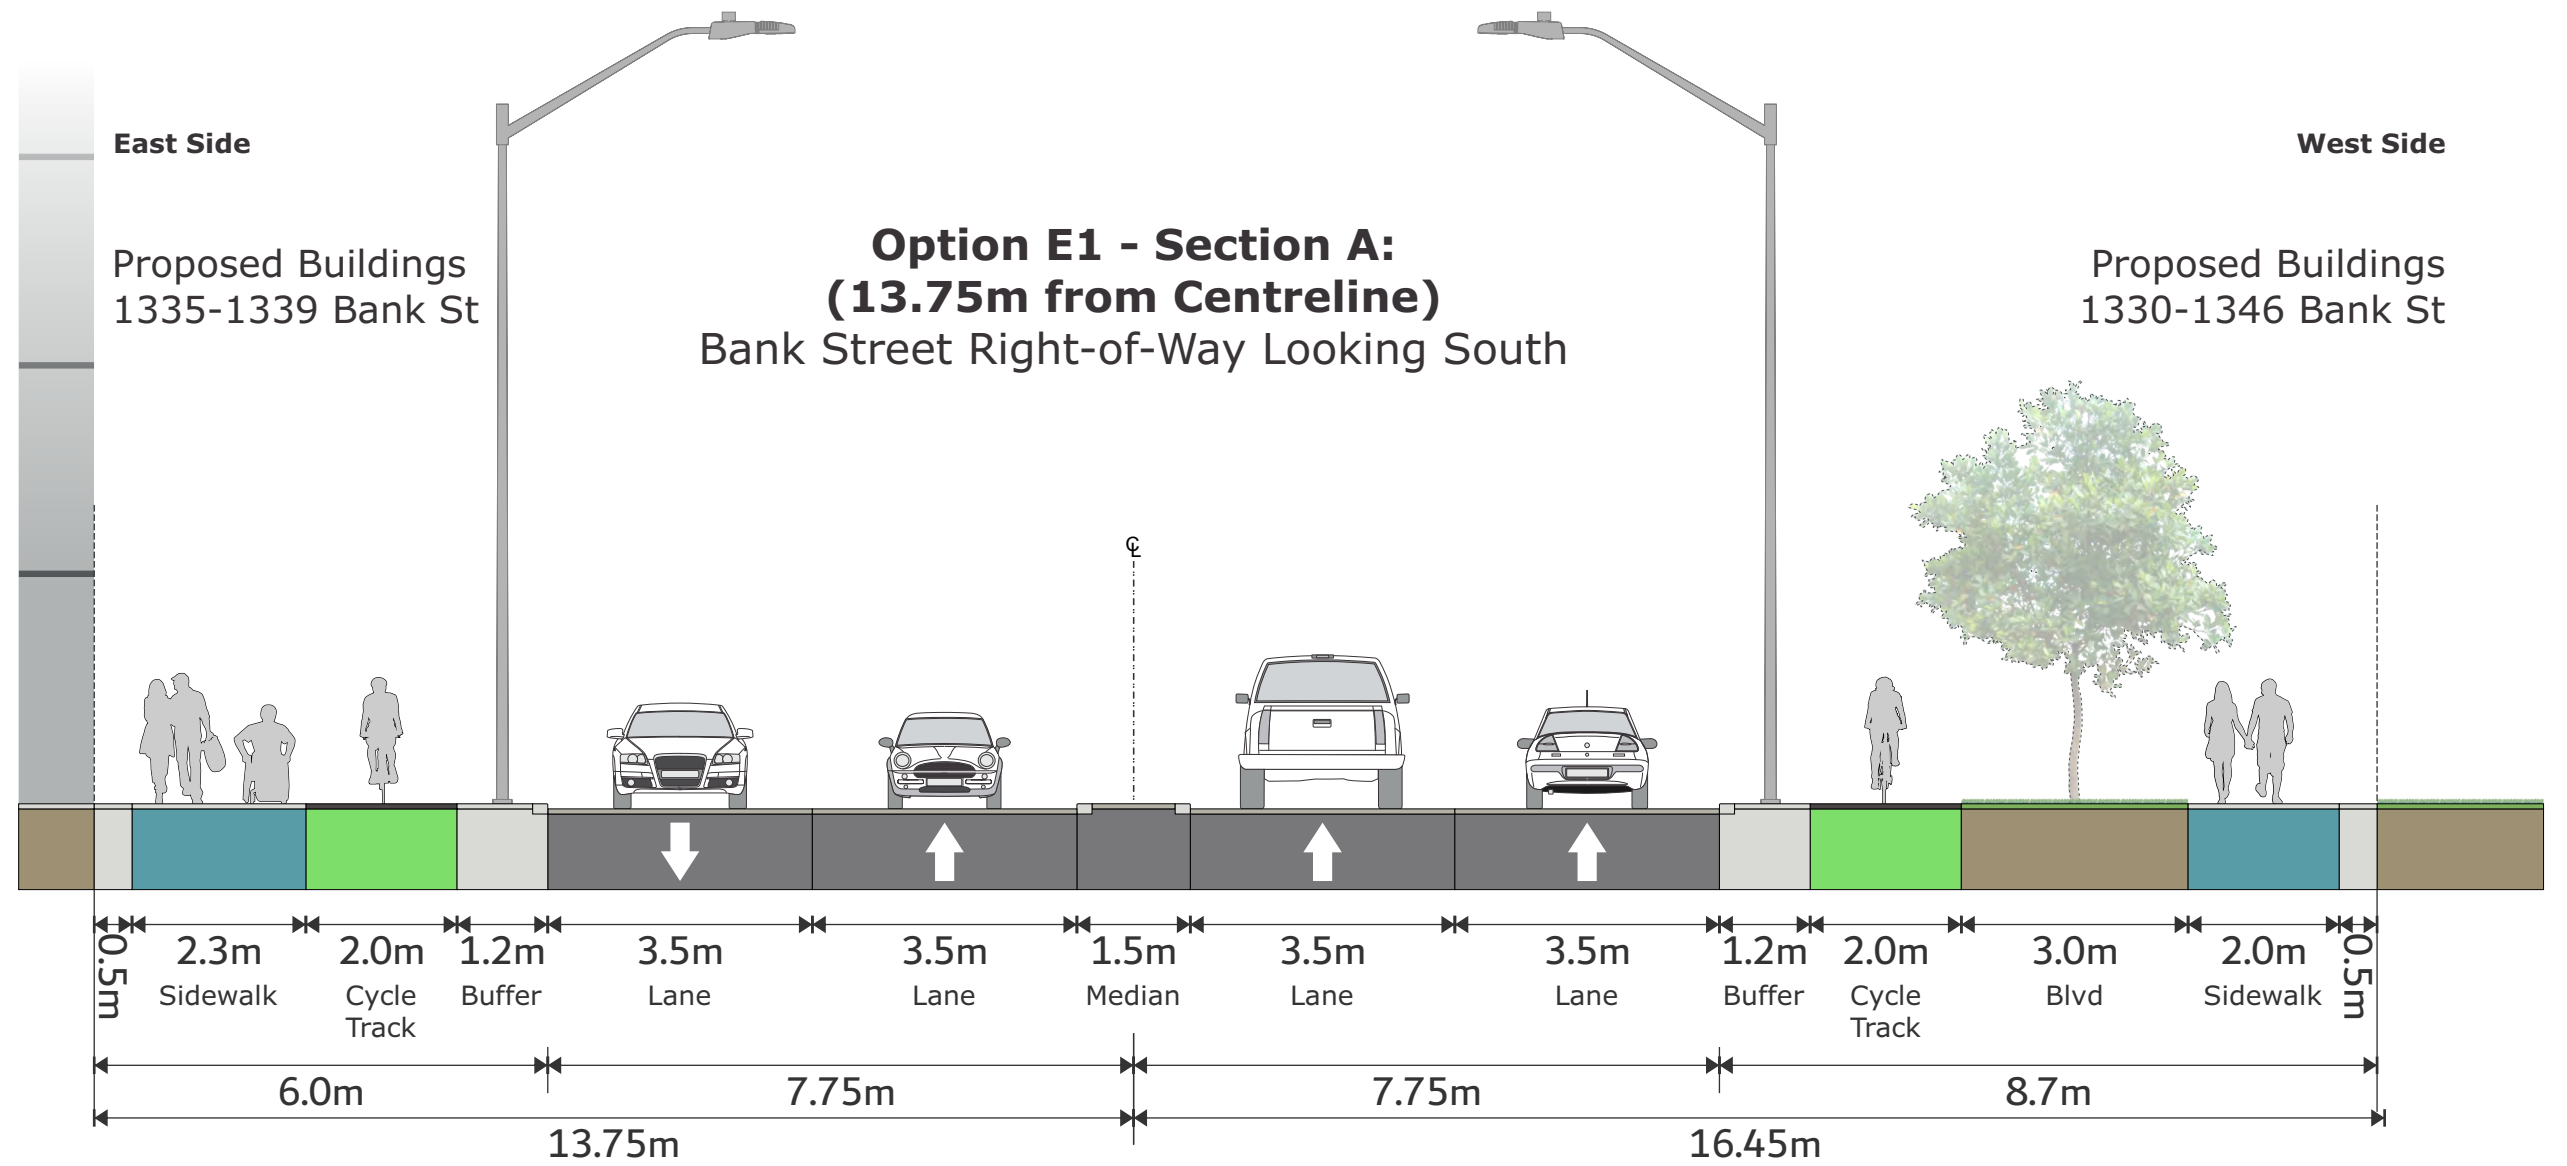 East Side
West Side
Proposed Buildings
1335-1339 Bank St
Option E1 - Section A:
(13.75m from Centreline)
Bank Street Right-of-Way Looking South
Proposed Buildings
1330-1346 Bank St
℄
0.5m
2.3m
Sidewalk
2.0m
Cycle
Track
1.2m
Buffer
3.5m
Lane
3.5m
Lane
1.5m
Median
3.5m
Lane
3.5m
Lane
1.2m
Buffer
2.0m
Cycle
Track
3.0m
Blvd
2.0m
Sidewalk
0.5m
6.0m
7.75m
7.75m
8.7m
13.75m
16.45m